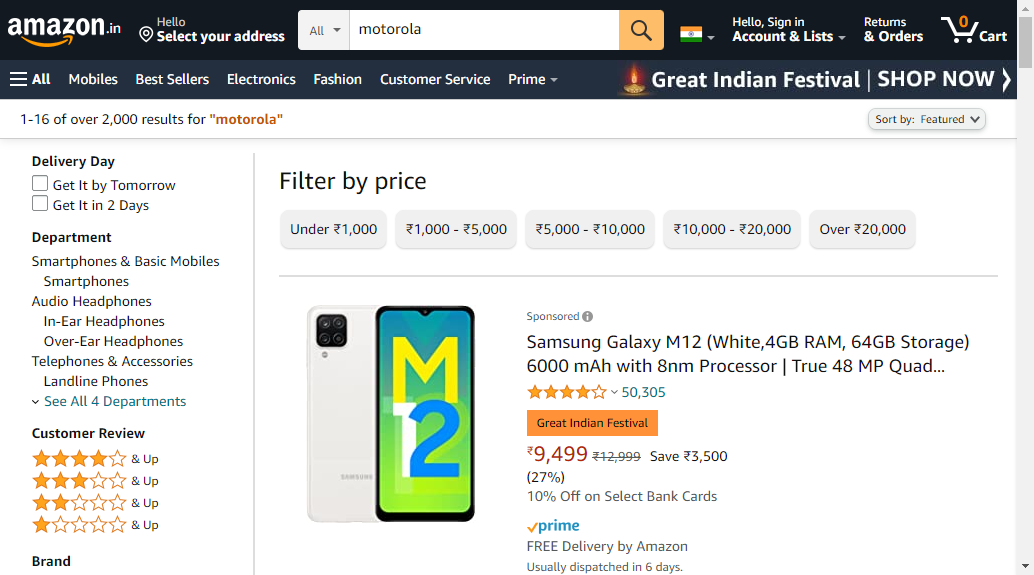 amazon.in
Hello
Select your address
All
motorola
Hello, Sign in
Account & Lists
Returns
& Orders
0
Cart
All
Mobiles
Best Sellers
Electronics
Fashion
Customer Service
Prime
Great Indian Festival | SHOP NOW
1-16 of over 2,000 results for "motorola"
Sort by: Featured
Delivery Day
Get It by Tomorrow
Get It in 2 Days
Department
Smartphones & Basic Mobiles
Smartphones
Audio Headphones
In-Ear Headphones
Over-Ear Headphones
Telephones & Accessories
Landline Phones
See All 4 Departments
Customer Review
& Up
& Up
& Up
& Up
Brand
Filter by price
Under ₹1,000
₹1,000 - ₹5,000
₹5,000 - ₹10,000
₹10,000 - ₹20,000
Over ₹20,000
SAMSUNG
M
12
Sponsored
Samsung Galaxy M12 (White,4GB RAM, 64GB Storage)
6000 mAh with 8nm Processor | True 48 MP Quad...
50,305
Great Indian Festival
₹9,499 ₹12,999 Save ₹3,500
(27%)
10% Off on Select Bank Cards
prime
FREE Delivery by Amazon
Usually dispatched in 6 days.